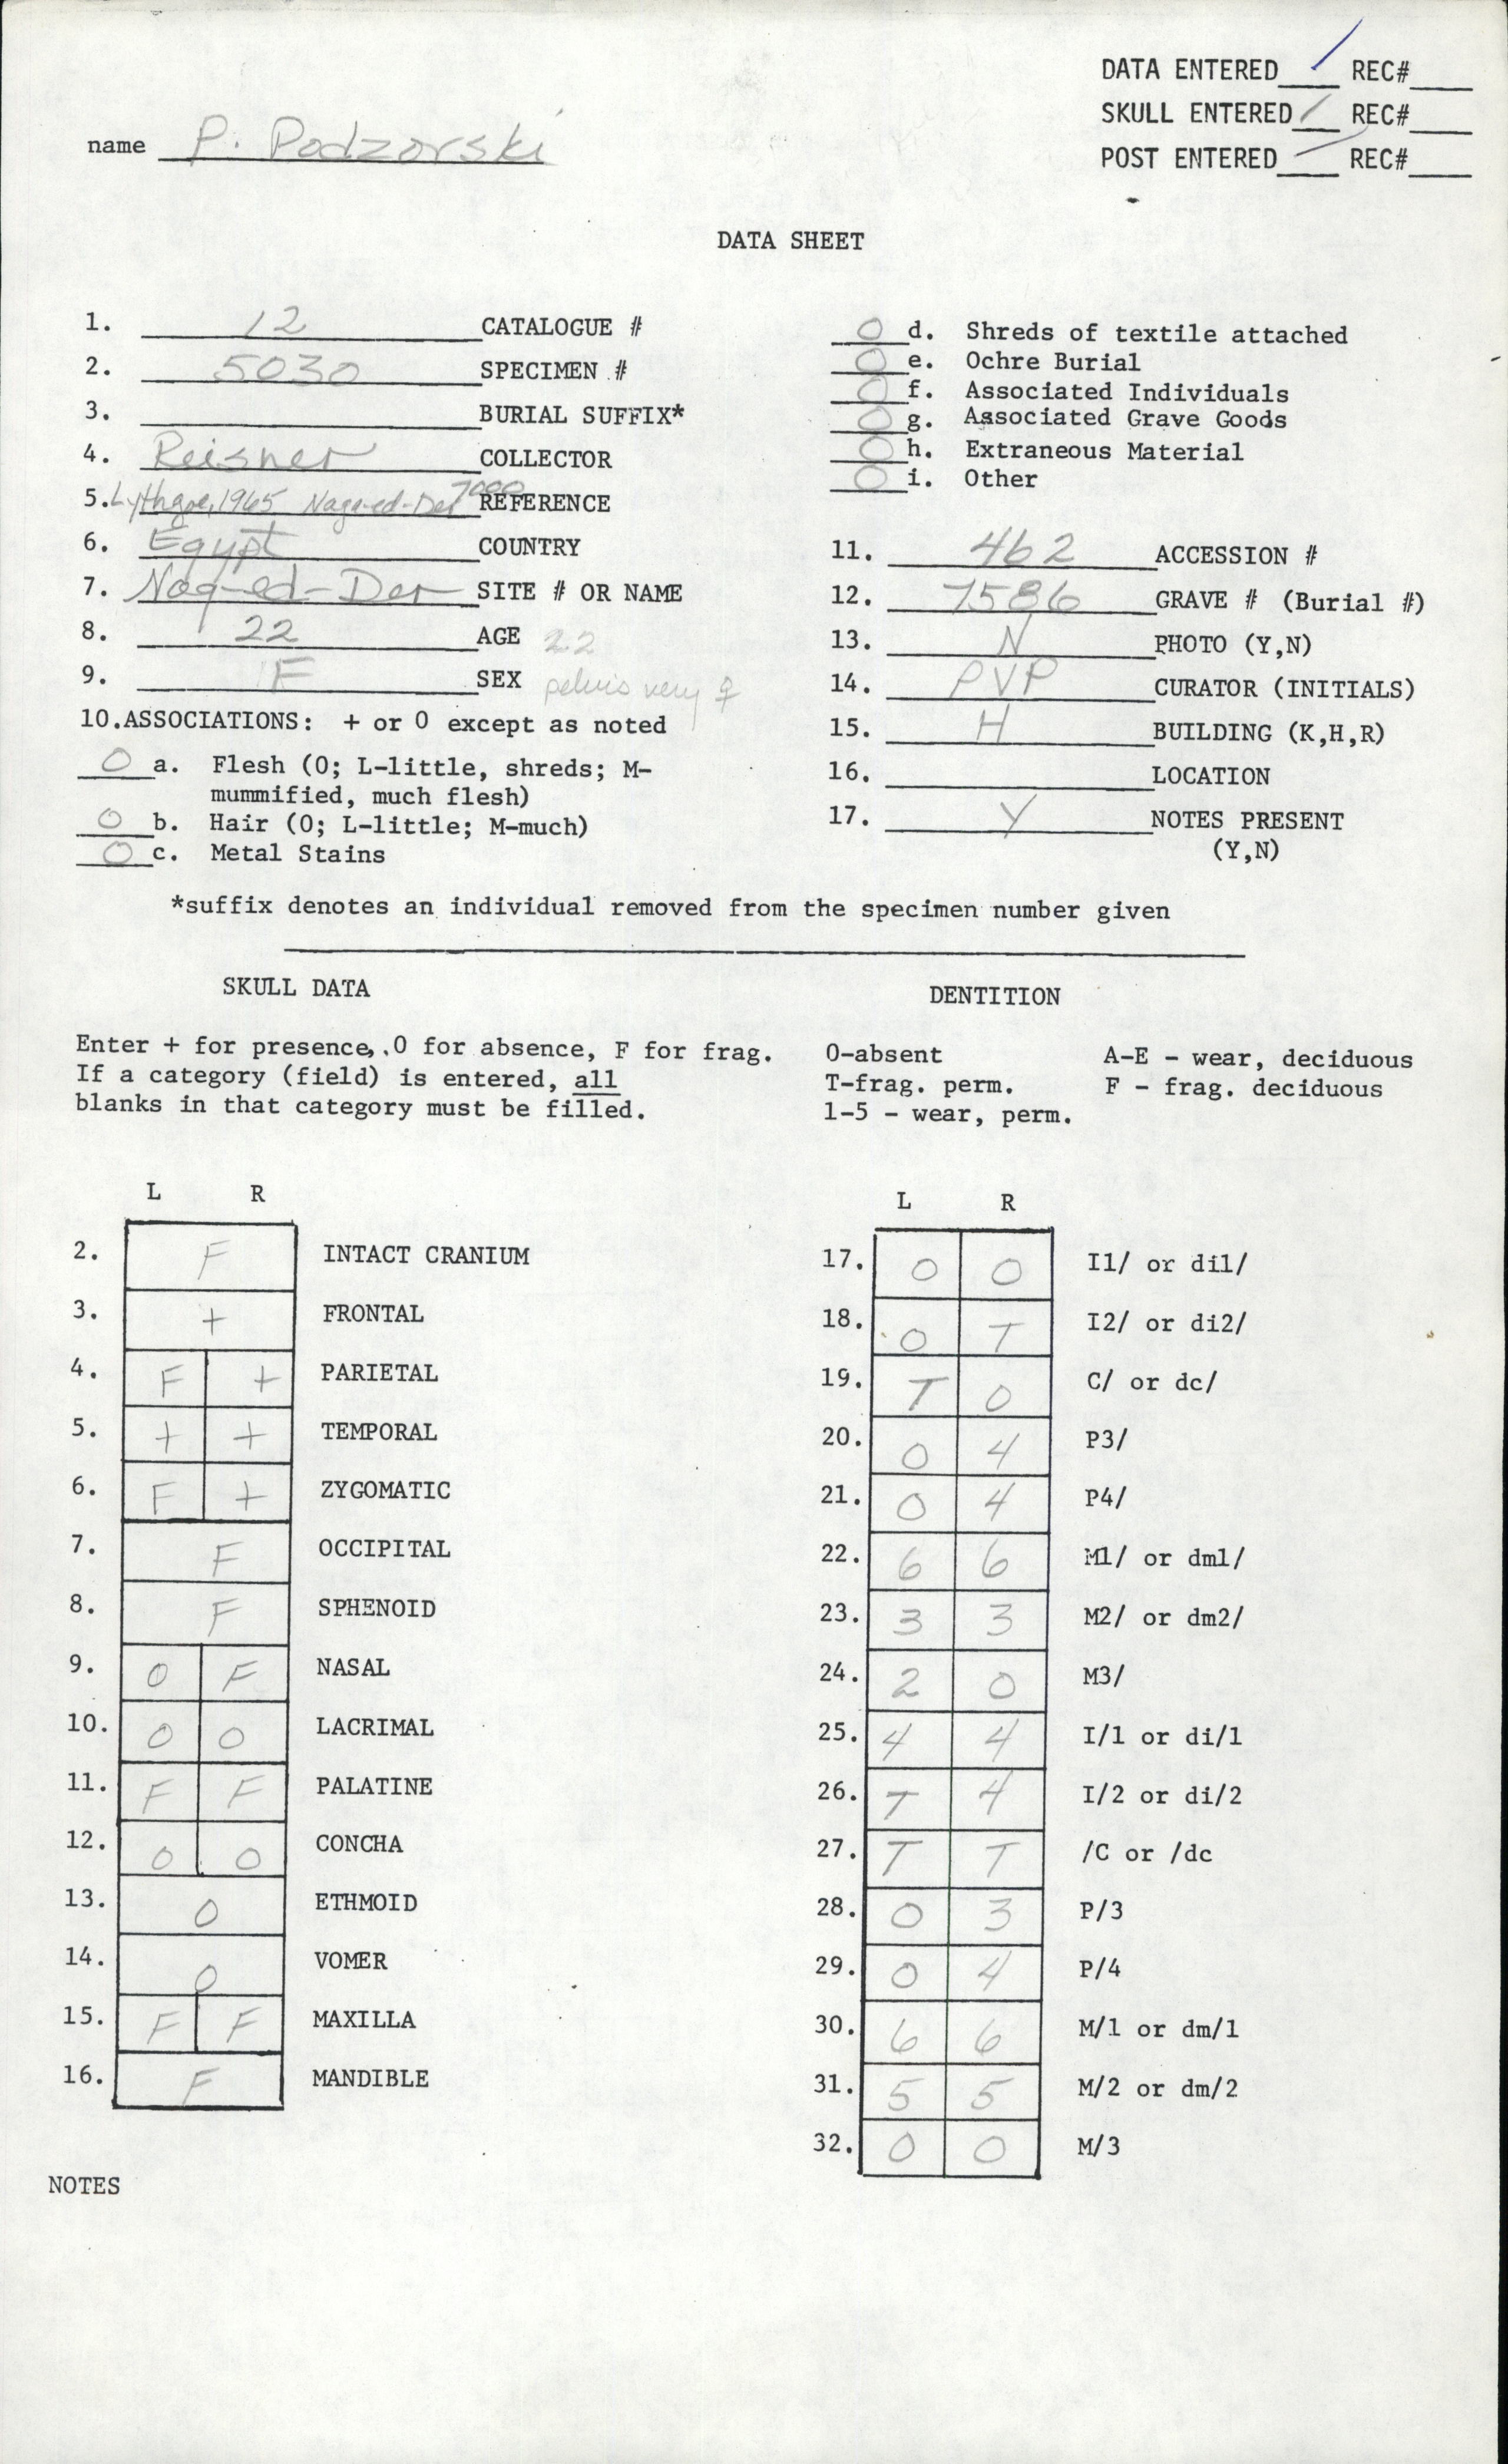 DATA ENTERED / REC#
SKULL ENTERED / REC#
POST ENTERED / REC#
name P. Podzorski
DATA SHEET
1. 12 CATALOGUE #
2. 5030 SPECIMEN #
3. BURIAL SUFFIX*
4. Reisner COLLECTOR
5. Lythgoe, 1965 Naga-ed-Der 7000 REFERENCE
6. Egypt COUNTRY
7. Nag-ed-Der SITE # OR NAME
8. 22 AGE 22
9. F SEX pelvis very ♀
10. ASSOCIATIONS: + or 0 except as noted
0 a. Flesh (0; L-little, shreds; M-
mummified, much flesh)
0 b. Hair (0; L-little; M-much)
0 c. Metal Stains
0 d. Shreds of textile attached
0 e. Ochre Burial
0 f. Associated Individuals
0 g. Associated Grave Goods
0 h. Extraneous Material
0 i. Other
11. 462 ACCESSION #
12. 7586 GRAVE # (Burial #)
13. N PHOTO (Y,N)
14. PVP CURATOR (INITIALS)
15. H BUILDING (K,H,R)
16. LOCATION
17. Y NOTES PRESENT
(Y,N)
*suffix denotes an individual removed from the specimen number given
SKULL DATA
Enter + for presence, 0 for absence, F for frag.
If a category (field) is entered, all
blanks in that category must be filled.
L R
2. F INTACT CRANIUM
3. + FRONTAL
4. F + PARIETAL
5. + + TEMPORAL
6. F + ZYGOMATIC
7. F OCCIPITAL
8. F SPHENOID
9. 0 F NASAL
10. 0 0 LACRIMAL
11. F F PALATINE
12. 0 0 CONCHA
13. 0 ETHMOID
14. 0 VOMER
15. F F MAXILLA
16. F MANDIBLE
DENTITION
0-absent A-E - wear, deciduous
T-frag. perm. F - frag. deciduous
1-5 - wear, perm.
L R
17. 0 0 I1/ or di1/
18. 0 T I2/ or di2/
19. T 0 C/ or dc/
20. 0 4 P3/
21. 0 4 P4/
22. 6 6 M1/ or dm1/
23. 3 3 M2/ or dm2/
24. 2 0 M3/
25. 4 4 I/1 or di/1
26. T 4 I/2 or di/2
27. T T /C or /dc
28. 0 3 P/3
29. 0 4 P/4
30. 6 6 M/1 or dm/1
31. 5 5 M/2 or dm/2
32. 0 0 M/3
NOTES